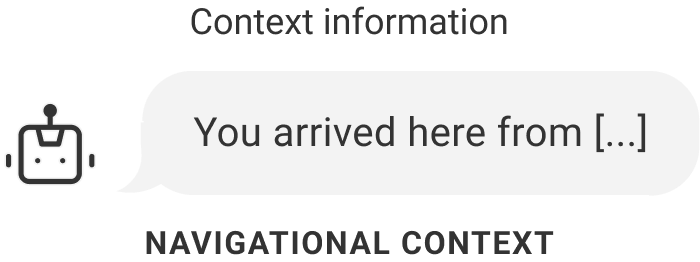 Context information
You arrived here from [...]
NAVIGATIONAL CONTEXT